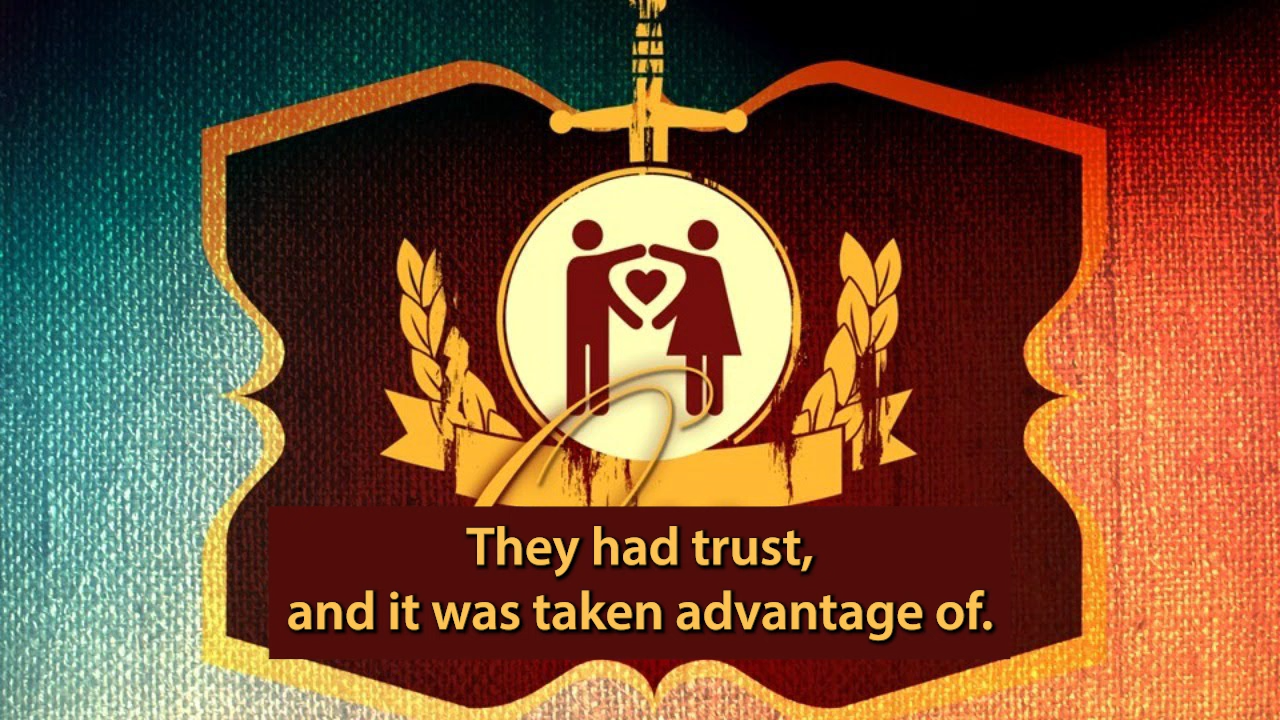 They had trust,
and it was taken advantage of.